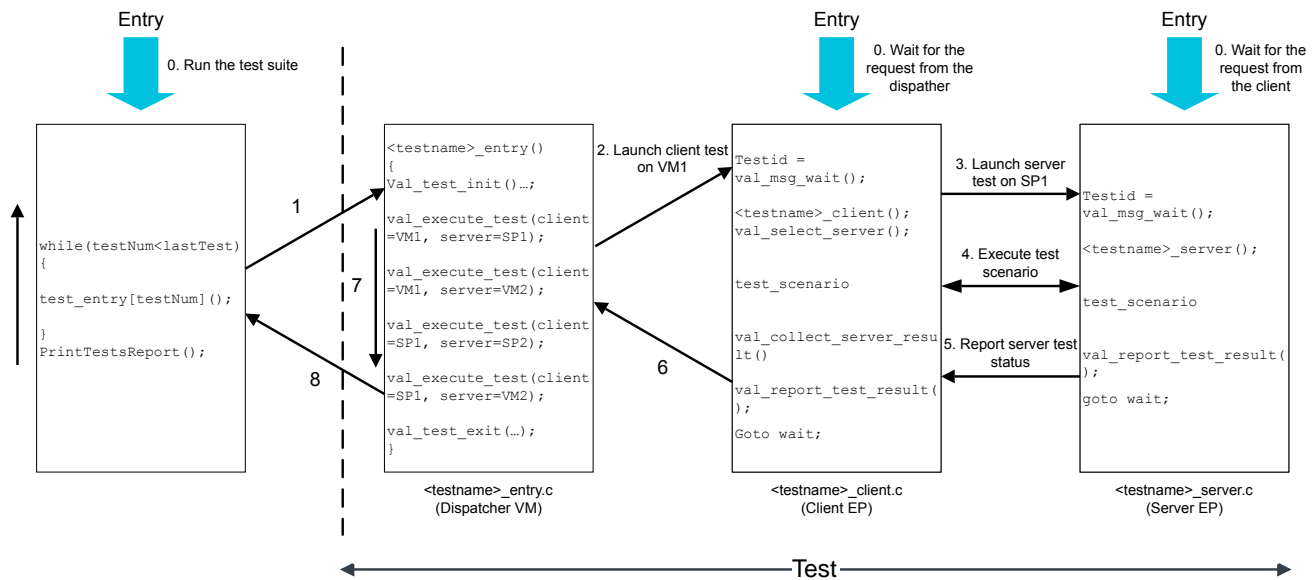 Entry
0. Run the test suite
while(testNum<lastTest)
{
test_entry[testNum]();
}
PrintTestsReport();
1
8
<testname>_entry()
{
Val_test_init()…;
val_execute_test(client
=VM1, server=SP1);
val_execute_test(client
=VM1, server=VM2);
val_execute_test(client
=SP1, server=SP2);
val_execute_test(client
=SP1, server=VM2);
val_test_exit(…);
}
7
<testname>_entry.c
(Dispatcher VM)
2. Launch client test
on VM1
6
Entry
0. Wait for the
request from the
dispather
Testid =
val_msg_wait();
<testname>_client();
val_select_server();
test_scenario
val_collect_server_resu
lt()
val_report_test_result(
);
Goto wait;
<testname>_client.c
(Client EP)
3. Launch server
test on SP1
4. Execute test
scenario
5. Report server test
status
Entry
0. Wait for the
request from
the client
Testid =
val_msg_wait();
<testname>_server();
test_scenario
val_report_test_result(
);
goto wait;
<testname>_server.c
(Server EP)
Test